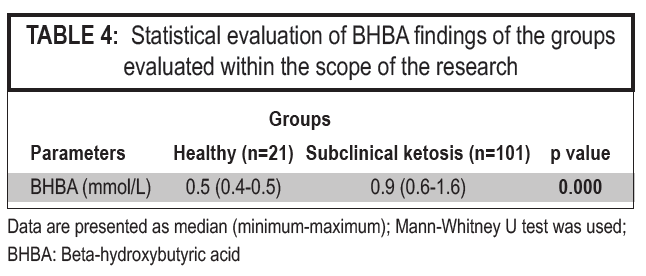 TABLE 4: Statistical evaluation of BHBA findings of the groups
evaluated within the scope of the research
Groups
Parameters Healthy (n=21) Subclinical ketosis (n=101) p value
BHBA (mmol/L) 0.5 (0.4-0.5) 0.9 (0.6-1.6) 0.000
Data are presented as median (minimum-maximum); Mann-Whitney U test was used;
BHBA: Beta-hydroxybutyric acid